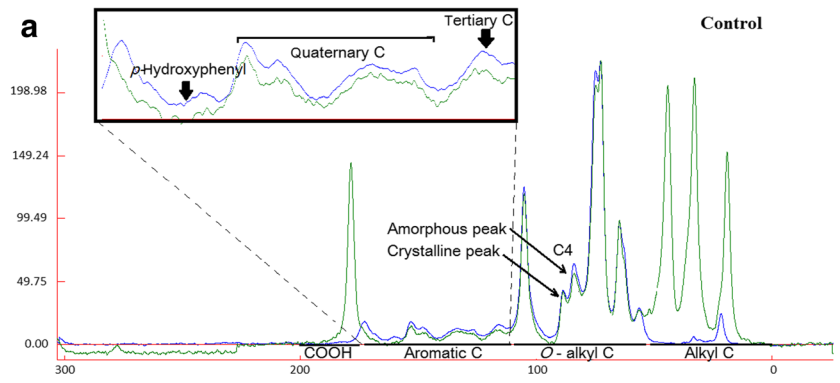 a
Control
Tertiary C
Quaternary C
p-Hydroxyphenyl
198.98
149.24
99.49
49.75
0.00
Amorphous peak
C4
Crystalline peak
COOH
Aromatic C
O - alkyl C
Alkyl C
300
200
100
0